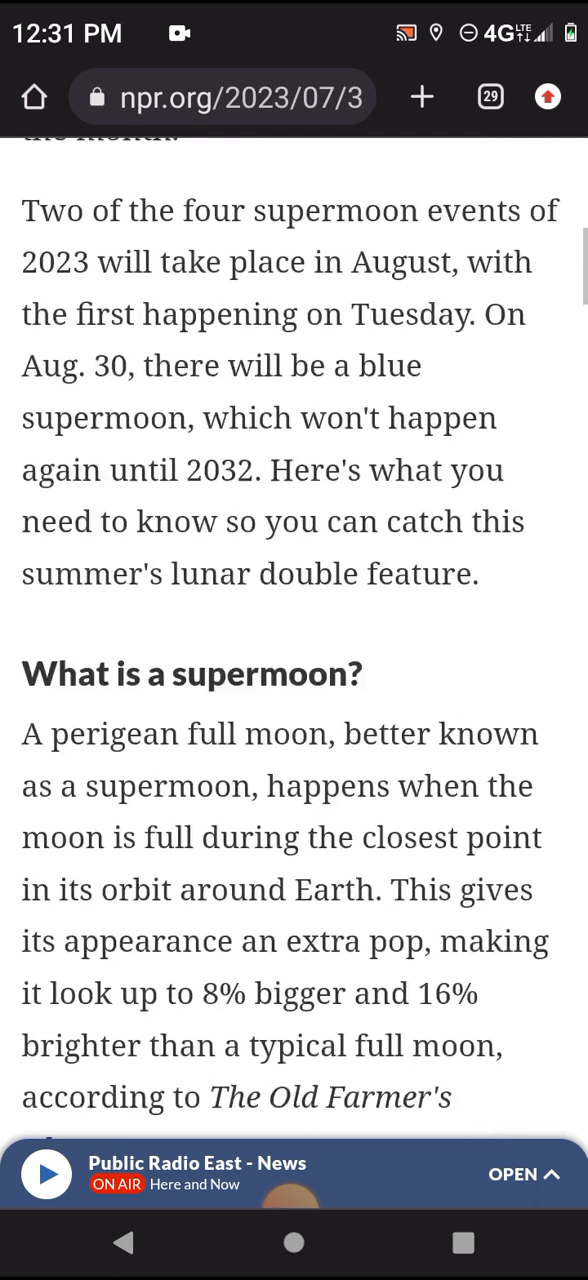 12:31 PM
4G LTE
npr.org/2023/07/3
29
the month.
Two of the four supermoon events of
2023 will take place in August, with
the first happening on Tuesday. On
Aug. 30, there will be a blue
supermoon, which won't happen
again until 2032. Here's what you
need to know so you can catch this
summer's lunar double feature.
What is a supermoon?
A perigean full moon, better known
as a supermoon, happens when the
moon is full during the closest point
in its orbit around Earth. This gives
its appearance an extra pop, making
it look up to 8% bigger and 16%
brighter than a typical full moon,
according to The Old Farmer's
Public Radio East - News
ON AIR Here and Now
OPEN